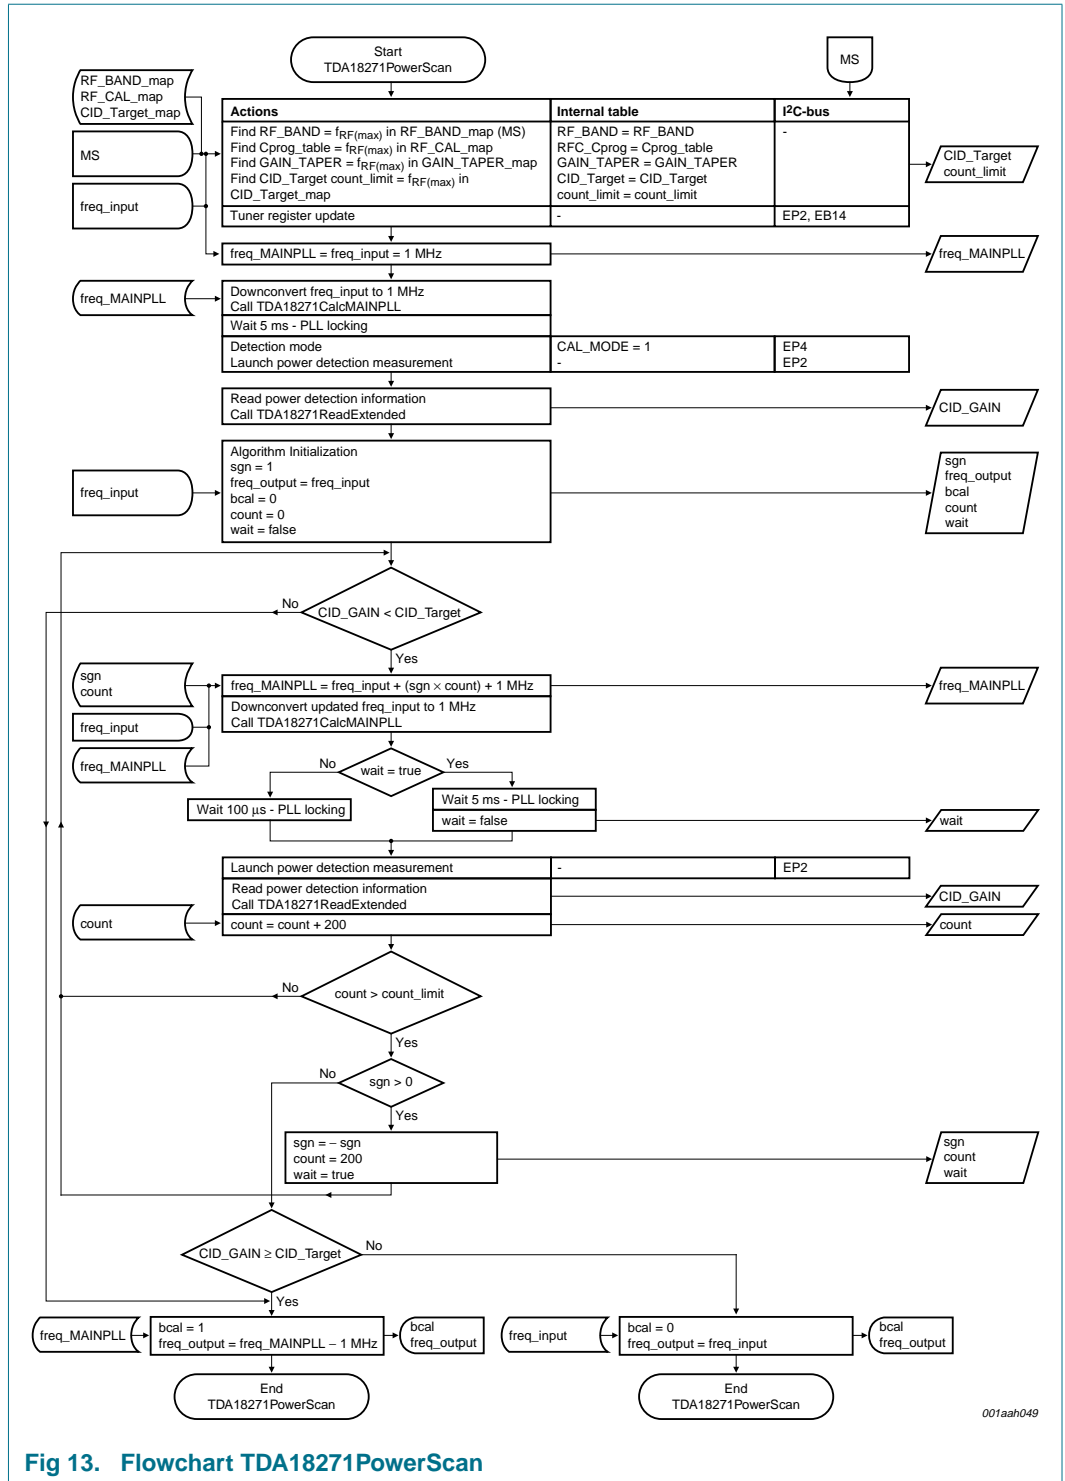 Start
TDA18271PowerScan
MS
RF_BAND_map
RF_CAL_map
CID_Target_map
MS
freq_input
Actions
Internal table
I²C-bus
Find RF_BAND = fRF(max) in RF_BAND_map (MS)
Find Cprog_table = fRF(max) in RF_CAL_map
Find GAIN_TAPER = fRF(max) in GAIN_TAPER_map
Find CID_Target count_limit = fRF(max) in
CID_Target_map
RF_BAND = RF_BAND
RFC_Cprog = Cprog_table
GAIN_TAPER = GAIN_TAPER
CID_Target = CID_Target
count_limit = count_limit
-
CID_Target
count_limit
Tuner register update
-
EP2, EB14
freq_MAINPLL = freq_input = 1 MHz
freq_MAINPLL
freq_MAINPLL
Downconvert freq_input to 1 MHz
Call TDA18271CalcMAINPLL
Wait 5 ms - PLL locking
Detection mode
Launch power detection measurement
CAL_MODE = 1
-
EP4
EP2
Read power detection information
Call TDA18271ReadExtended
CID_GAIN
freq_input
Algorithm Initialization
sgn = 1
freq_output = freq_input
bcal = 0
count = 0
wait = false
sgn
freq_output
bcal
count
wait
No
CID_GAIN < CID_Target
Yes
sgn
count
freq_input
freq_MAINPLL
freq_MAINPLL = freq_input + (sgn × count) + 1 MHz
Downconvert updated freq_input to 1 MHz
Call TDA18271CalcMAINPLL
freq_MAINPLL
No
wait = true
Yes
Wait 100 μs - PLL locking
Wait 5 ms - PLL locking
wait = false
wait
Launch power detection measurement
-
EP2
Read power detection information
Call TDA18271ReadExtended
CID_GAIN
count
count = count + 200
count
No
count > count_limit
Yes
No
sgn > 0
Yes
sgn = – sgn
count = 200
wait = true
sgn
count
wait
CID_GAIN ≥ CID_Target
No
Yes
freq_MAINPLL
bcal = 1
freq_output = freq_MAINPLL – 1 MHz
bcal
freq_output
freq_input
bcal = 0
freq_output = freq_input
bcal
freq_output
End
TDA18271PowerScan
End
TDA18271PowerScan
001aah049
Fig 13. Flowchart TDA18271PowerScan